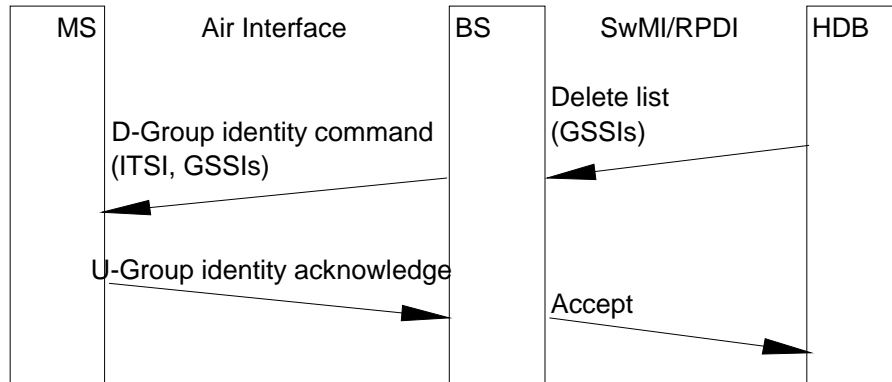 MS Air Interface BS SwMI/RPDI HDB
Delete list
(GSSIs)
D-Group identity command
(ITSI, GSSIs)
U-Group identity acknowledge
Accept